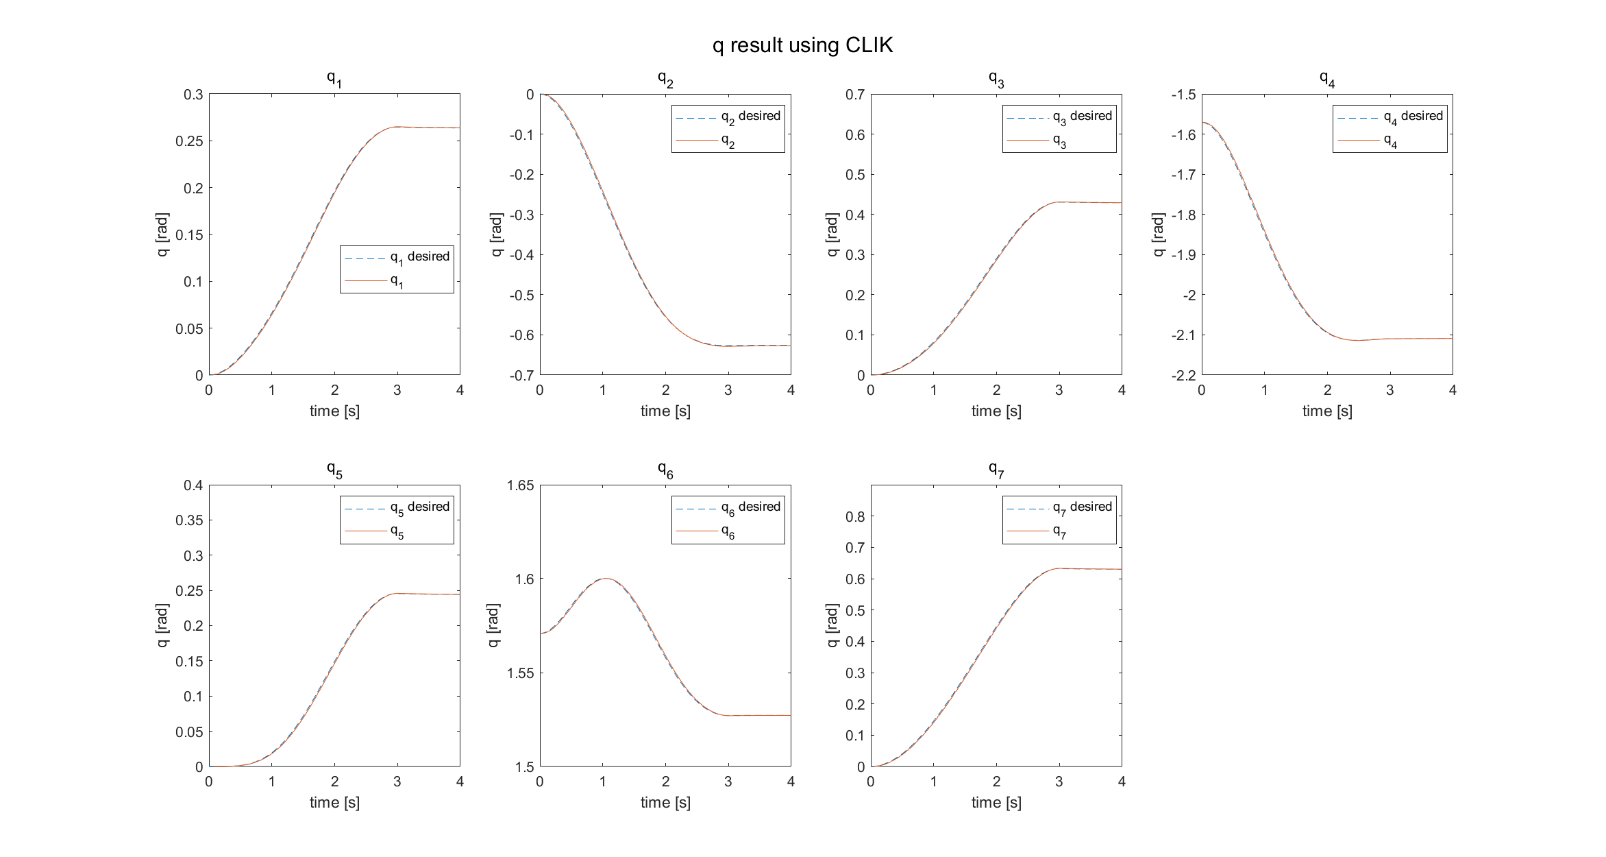 q result using CLIK
q1
0.3
0.25
0.2
0.15
0.1
0.05
0
q [rad]
q1 desired
q1
0 1 2 3 4
time [s]
q2
0
-0.1
-0.2
-0.3
-0.4
-0.5
-0.6
-0.7
q [rad]
q2 desired
q2
0 1 2 3 4
time [s]
q3
0.7
0.6
0.5
0.4
0.3
0.2
0.1
0
q [rad]
q3 desired
q3
0 1 2 3 4
time [s]
q4
-1.5
-1.6
-1.7
-1.8
-1.9
-2
-2.1
-2.2
q [rad]
q4 desired
q4
0 1 2 3 4
time [s]
q5
0.4
0.35
0.3
0.25
0.2
0.15
0.1
0.05
0
q [rad]
q5 desired
q5
0 1 2 3 4
time [s]
q6
1.65
1.6
1.55
1.5
q [rad]
q6 desired
q6
0 1 2 3 4
time [s]
q7
0.8
0.7
0.6
0.5
0.4
0.3
0.2
0.1
0
q [rad]
q7 desired
q7
0 1 2 3 4
time [s]